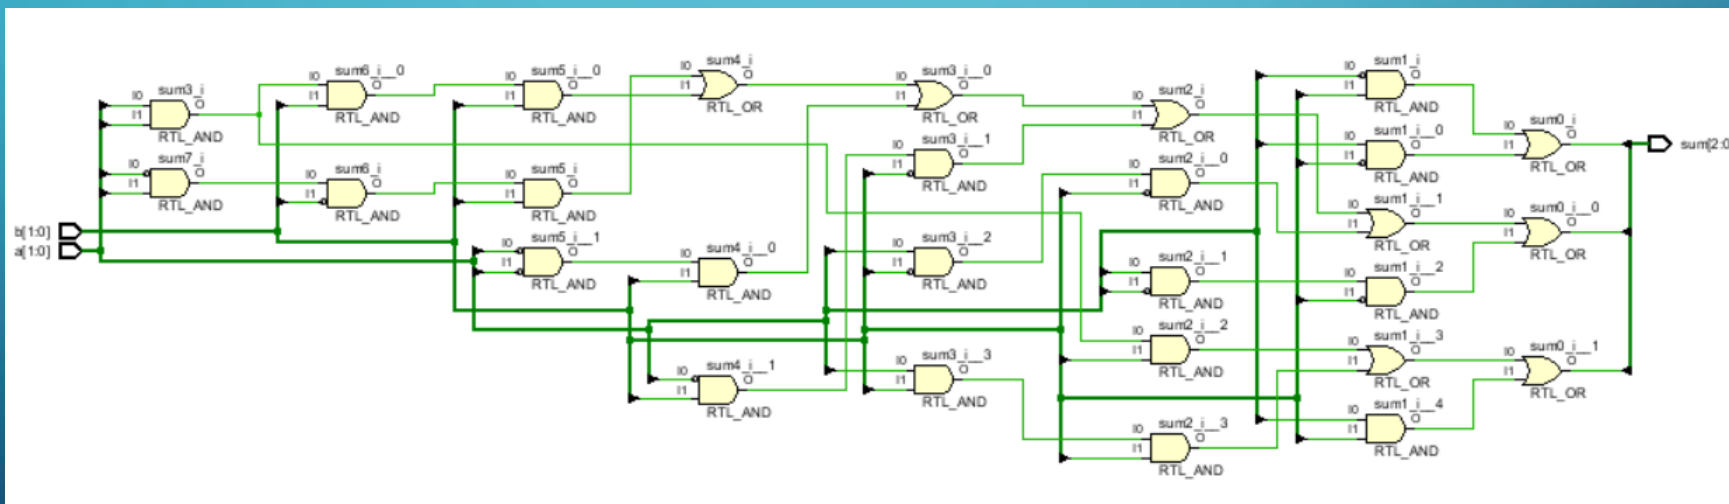 sum3_i
I0
I1
O
RTL_AND
sum7_i
I0
I1
O
RTL_AND
b[1:0]
a[1:0]
sum6_i__0
I0
I1
O
RTL_AND
sum6_i
I0
I1
O
RTL_AND
sum5_i__0
I0
I1
O
RTL_AND
sum5_i
I0
I1
O
RTL_AND
sum5_i__1
I0
I1
O
RTL_AND
sum4_i
I0
I1
O
RTL_OR
sum4_i__0
I0
I1
O
RTL_AND
sum4_i__1
I0
I1
O
RTL_AND
sum3_i__0
I0
I1
O
RTL_OR
sum3_i__1
I0
I1
O
RTL_AND
sum3_i__2
I0
I1
O
RTL_AND
sum3_i__3
I0
I1
O
RTL_AND
sum2_i
I0
I1
O
RTL_OR
sum2_i__0
I0
I1
O
RTL_AND
sum2_i__1
I0
I1
O
RTL_AND
sum2_i__2
I0
I1
O
RTL_AND
sum2_i__3
I0
I1
O
RTL_AND
sum1_i
I0
I1
O
RTL_AND
sum1_i__0
I0
I1
O
RTL_AND
sum1_i__1
I0
I1
O
RTL_OR
sum1_i__2
I0
I1
O
RTL_AND
sum1_i__3
I0
I1
O
RTL_OR
sum1_i__4
I0
I1
O
RTL_AND
sum0_i
I0
I1
O
RTL_OR
sum0_i__0
I0
I1
O
RTL_OR
sum0_i__1
I0
I1
O
RTL_OR
sum[2:0